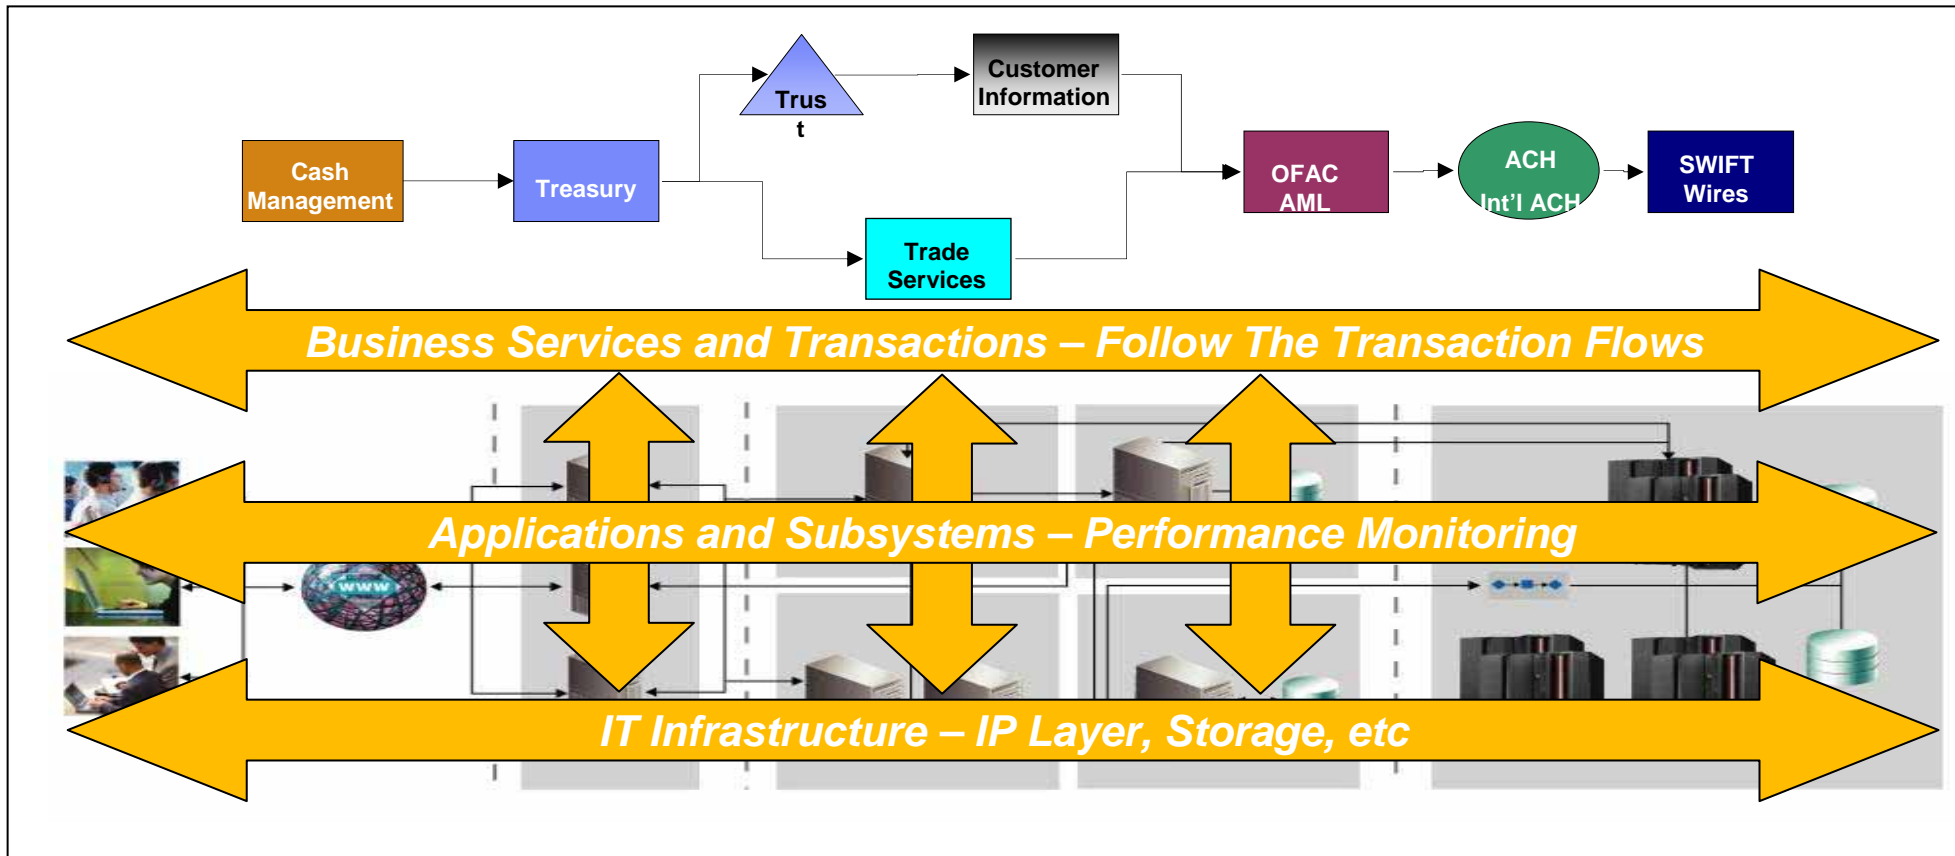 Trus
t
Customer
Information
Cash
Management
Treasury
Trade
Services
OFAC
AML
ACH
Int'l ACH
SWIFT
Wires
Business Services and Transactions – Follow The Transaction Flows
Applications and Subsystems – Performance Monitoring
www
IT Infrastructure – IP Layer, Storage, etc